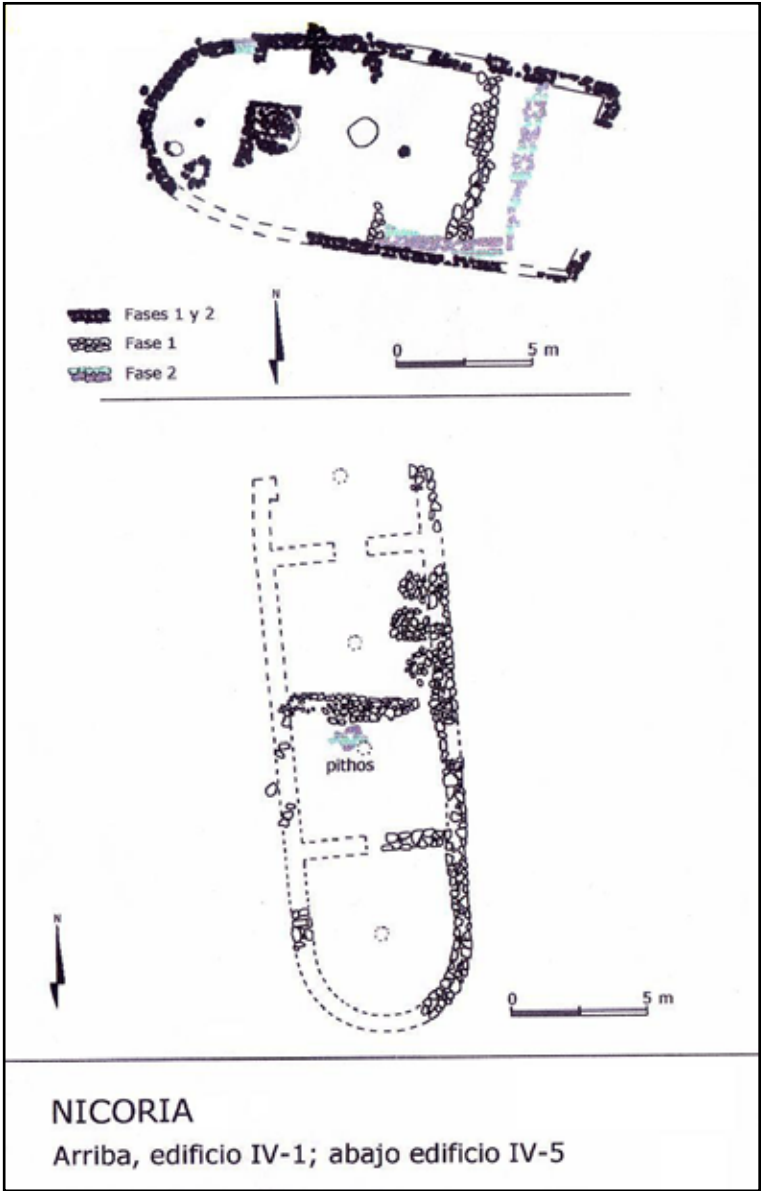 Fases 1 y 2
Fase 1
Fase 2
N
0 5 m
pithos
N
0 5 m
NICORIA
Arriba, edificio IV-1; abajo edificio IV-5